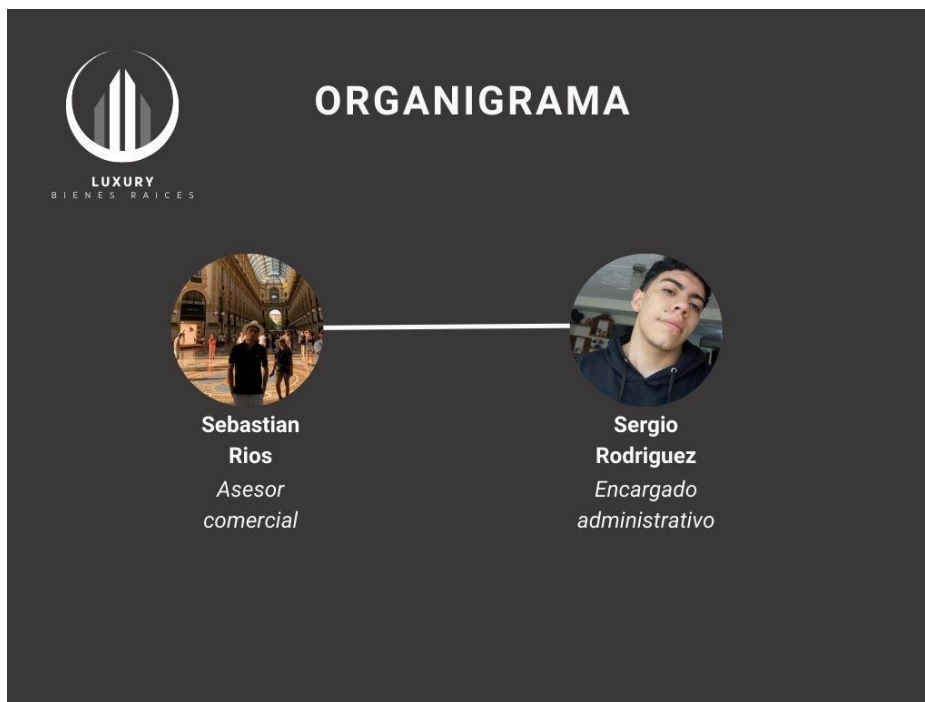 ORGANIGRAMA
LUXURY
BIENES RAICES
Sebastian
Rios
Asesor
comercial
Sergio
Rodriguez
Encargado
administrativo